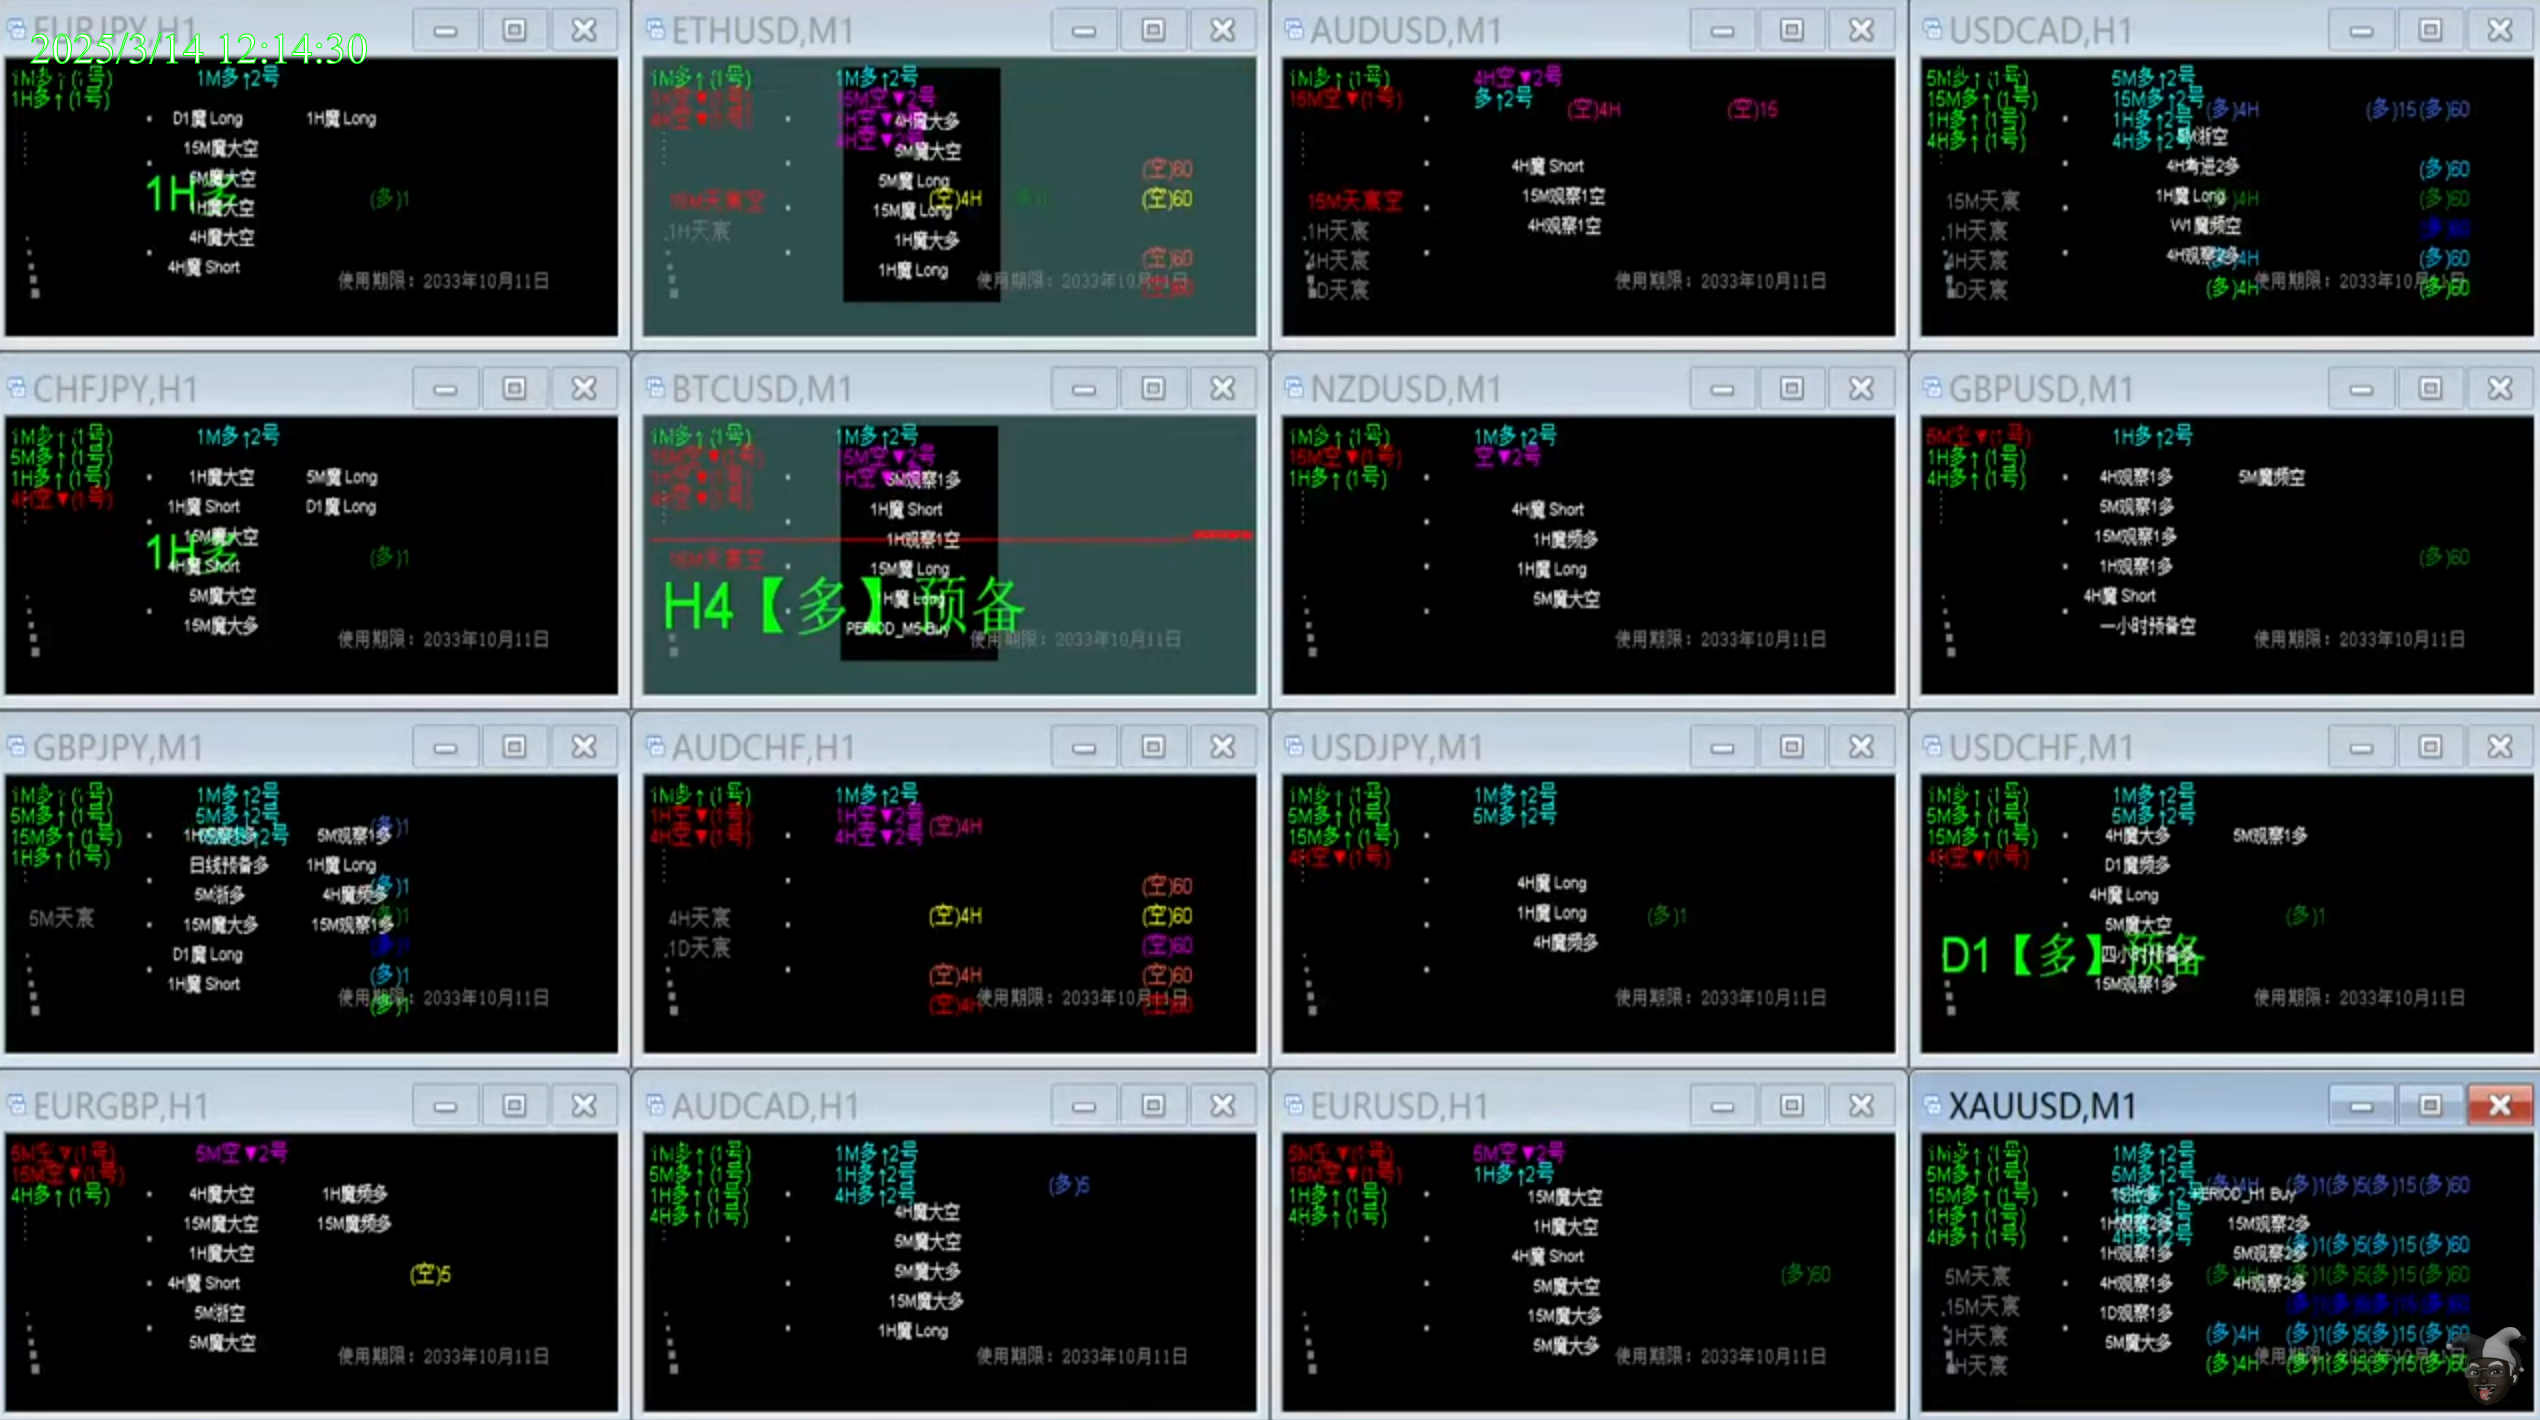 EURJPY,H1
2025/3/14 12:14:30
1M多↑(1号) 1M多↑2号
1H多↑(1号)
D1魔 Long 1H魔 Long
15M魔大空
5M魔大空
1H多 (多)1
1H魔大空
4H魔大空
4H魔 Short
使用期限：2033年10月11日
ETHUSD,M1
1M多↑(1号) 1M多↑2号
1H空▼(1号) 5M空▼2号
4H空▼(1号) 1H空▼2号 4H魔大多
4H空▼2号
5M魔大空
(空)60
5M魔 Long
15M天宸空 (空)4H (空)60
15M魔 Long
.1H天宸 1H魔大多
(空)60
1H魔 Long
使用期限：2033年10月11日
AUDUSD,M1
1M多↑(1号) 4H空▼2号
15M空▼(1号) 多↑2号
(空)4H (空)15
4H魔 Short
15M天宸空 15M观察1空
.1H天宸 4H观察1空
4H天宸
1D天宸 使用期限：2033年10月11日
USDCAD,H1
5M多↑(1号) 5M多↑2号
15M多↑(1号) 15M多↑2号 (多)4H (多)15(多)60
1H多↑(1号) 1H多↑2号
4H多↑(1号) 4H多↑2号
(多)60
15M天宸 1H魔 Long (多)60
.1H天宸 W1魔频空
4H天宸 (多)60
1D天宸 (多)4H 使用期限：2033年10月11日
CHFJPY,H1
1M多↑(1号) 1M多↑2号
5M多↑(1号)
1H多↑(1号) 1H魔大空 5M魔 Long
4H空▼(1号) 1H魔 Short D1魔 Long
15M魔大空
1H多 (多)1
4H魔 Short
5M魔大空
15M魔大多
使用期限：2033年10月11日
BTCUSD,M1
1M多↑(1号) 1M多↑2号
15M空▼(1号) 5M空▼2号
1H空▼(1号) 1H空▼2号 5M观察1多
4H空▼(1号)
1H魔 Short
1H观察1空
15M天宸空 15M魔 Long
H4【多】预备
1H魔 Long
PERIOD_M5 Buy
使用期限：2033年10月11日
NZDUSD,M1
1M多↑(1号) 1M多↑2号
15M空▼(1号) 空▼2号
1H多↑(1号)
4H魔 Short
1H魔频多
1H魔 Long
5M魔大空
使用期限：2033年10月11日
GBPUSD,M1
5M空▼(1号) 1H多↑2号
1H多↑(1号)
4H多↑(1号) 4H观察1多 5M魔频空
5M观察1多
15M观察1多
(多)60
1H观察1多
4H魔 Short
一小时预备空
使用期限：2033年10月11日
GBPJPY,M1
1M多↑(1号) 1M多↑2号
5M多↑(1号) 5M多↑2号
15M多↑(1号) 5M观察1多 (多)1
1H多↑(1号) 日线预备多 1H魔 Long
5M渐多 4H魔频多 (多)1
5M天宸 15M魔大多 15M观察1多
D1魔 Long
1H魔 Short (多)1
使用期限：2033年10月11日
(多)1
AUDCHF,H1
1M多↑(1号) 1M多↑2号
1H空▼(1号) 1H空▼2号
4H空▼(1号) 4H空▼2号 (空)4H
(空)60
4H天宸 (空)4H (空)60
.1D天宸 (空)60
(空)4H (空)60
(空)4H 使用期限：2033年10月11日
USDJPY,M1
1M多↑(1号) 1M多↑2号
5M多↑(1号) 5M多↑2号
15M多↑(1号)
4H空▼(1号)
4H魔 Long
1H魔 Long (多)1
4H魔频多
使用期限：2033年10月11日
USDCHF,M1
1M多↑(1号) 1M多↑2号
5M多↑(1号) 5M多↑2号
15M多↑(1号) 4H魔大多 5M观察1多
4H空▼(1号) D1魔频多
4H魔 Long
5M魔大空 (多)1
D1【多】预备
四小时预备多
15M观察1多
使用期限：2033年10月11日
EURGBP,H1
5M空▼(1号) 5M空▼2号
15M空▼(1号)
4H多↑(1号) 4H魔大空 1H魔频多
15M魔大空 15M魔频多
1H魔大空
(空)5
4H魔 Short
5M渐空
5M魔大空
使用期限：2033年10月11日
AUDCAD,H1
1M多↑(1号) 1M多↑2号
5M多↑(1号) 1H多↑2号 (多)5
1H多↑(1号) 4H多↑2号
4H多↑(1号) 4H魔大空
5M魔大空
5M魔大多
15M魔大多
1H魔 Long
使用期限：2033年10月11日
EURUSD,H1
5M空▼(1号) 5M空▼2号
15M空▼(1号) 1H多↑2号
1H多↑(1号) 15M魔大空
4H多↑(1号) 1H魔大空
4H魔 Short
(多)60
5M魔大空
15M魔大多
5M魔大多
使用期限：2033年10月11日
XAUUSD,M1
1M多↑(1号) 1M多↑2号
5M多↑(1号) 5M多↑2号 (多)1(多)5(多)15(多)60
15M多↑(1号) PERIOD_H1 Buy
1H多↑(1号) 1H观察2多 15M观察2多
4H多↑(1号) 4H多↑2号 (多)1(多)5(多)15(多)60
1H观察1多 5M观察2多
5M天宸 4H观察1多 4H观察2多 (多)15(多)60
.15M天宸 1D观察1多
1H天宸 5M魔大多 (多)4H (多)1(多)5(多)15(多)60
4H天宸 (多)4H (多)1(多)5(多)15(多)60